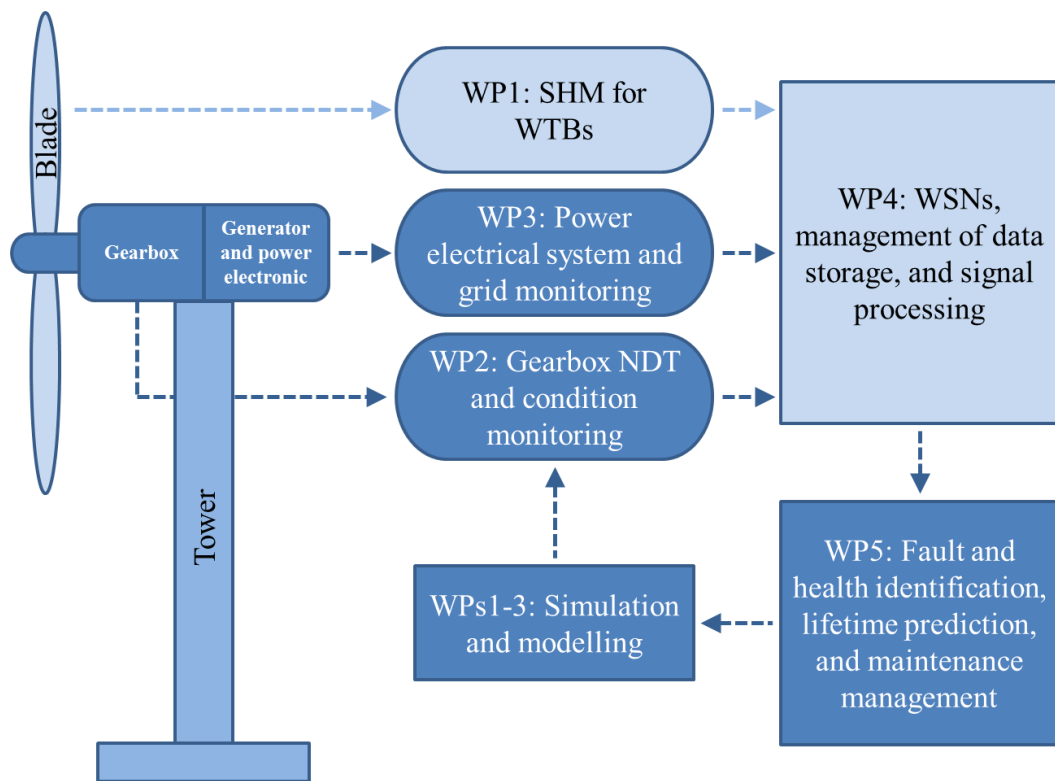 Blade
WP1: SHM for
WTBs
Gearbox
Generator
and power
electronic
WP3: Power
electrical system and
grid monitoring
WP4: WSNs,
management of data
storage, and signal
processing
WP2: Gearbox NDT
and condition
monitoring
Tower
WPs1-3: Simulation
and modelling
WP5: Fault and
health identification,
lifetime prediction,
and maintenance
management